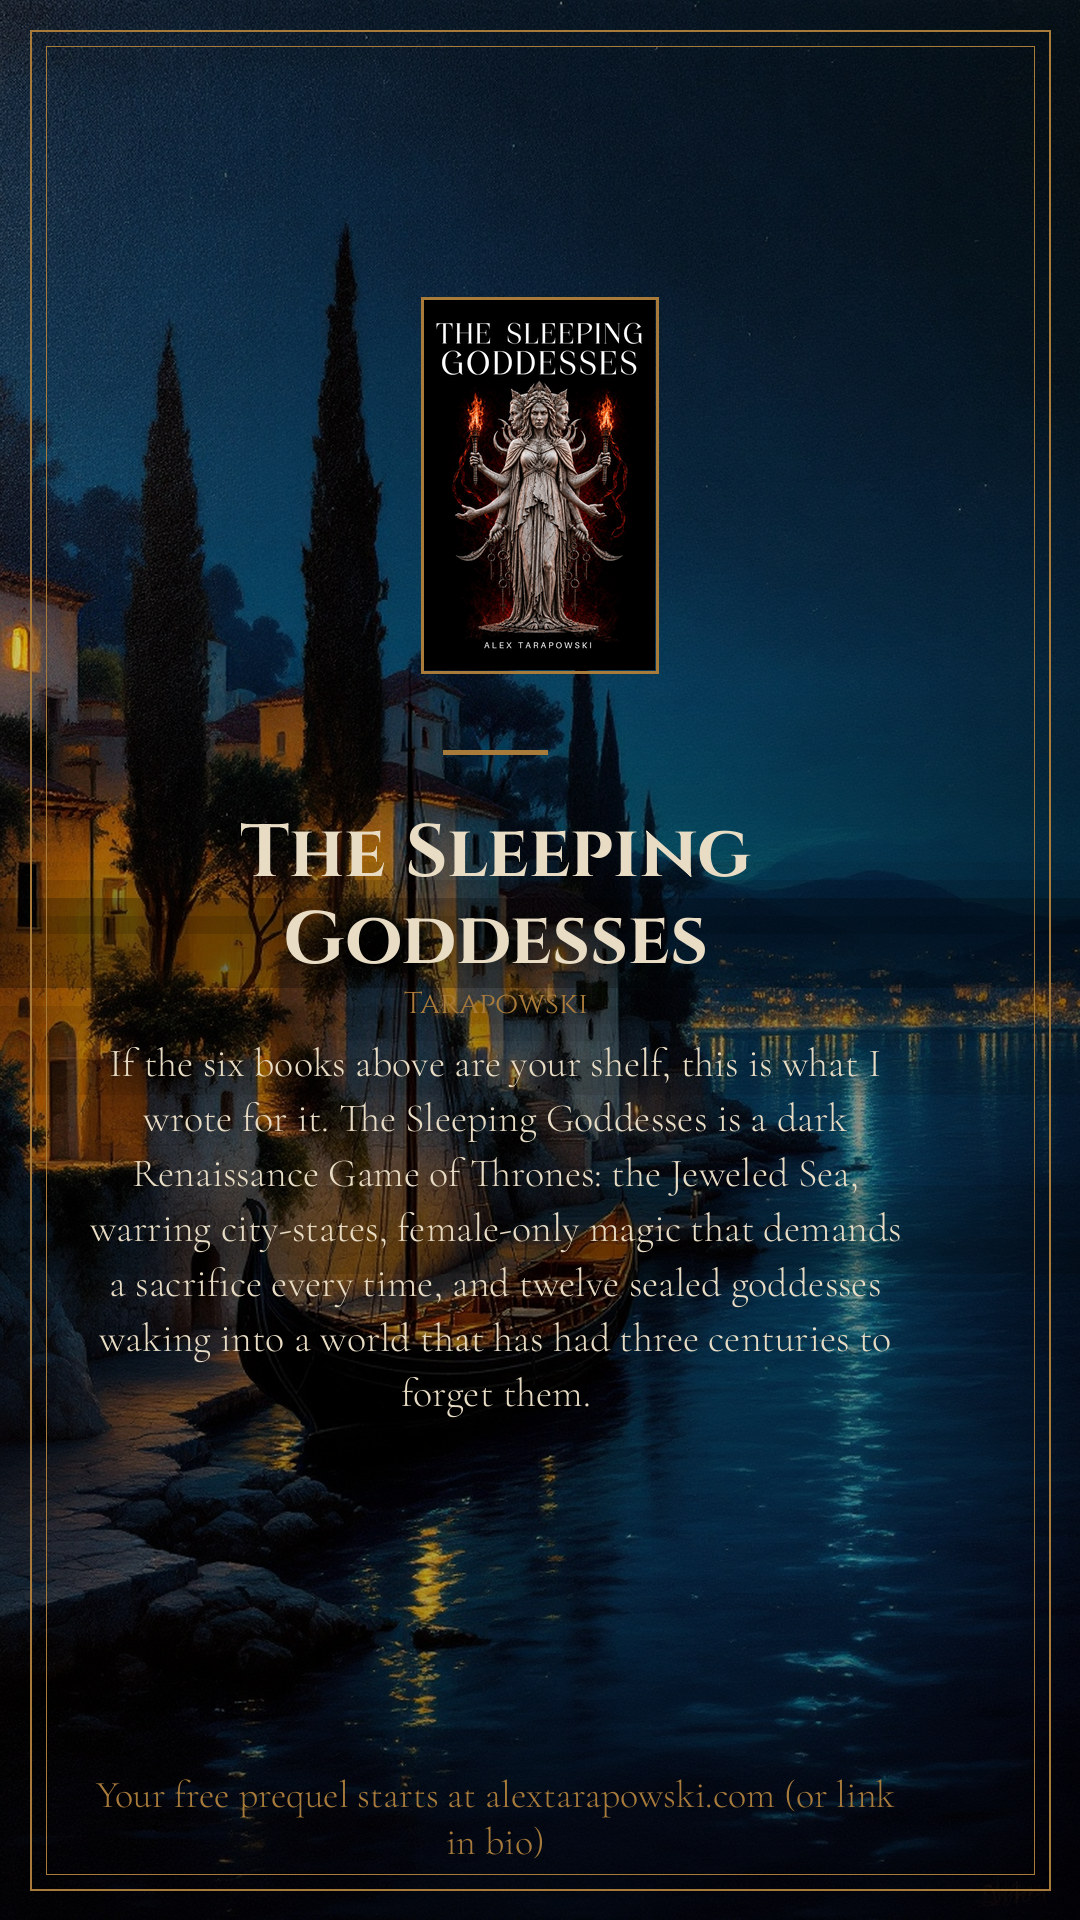 THE SLEEPING
GODDESSES
ALEX TARAPOWSKI
The Sleeping
Goddesses
Tarapowski
If the six books above are your shelf, this is what I
wrote for it. The Sleeping Goddesses is a dark
Renaissance Game of Thrones: the Jeweled Sea,
warring city-states, female-only magic that demands
a sacrifice every time, and twelve sealed goddesses
waking into a world that has had three centuries to
forget them.
Your free prequel starts at alextarapowski.com (or link
in bio)